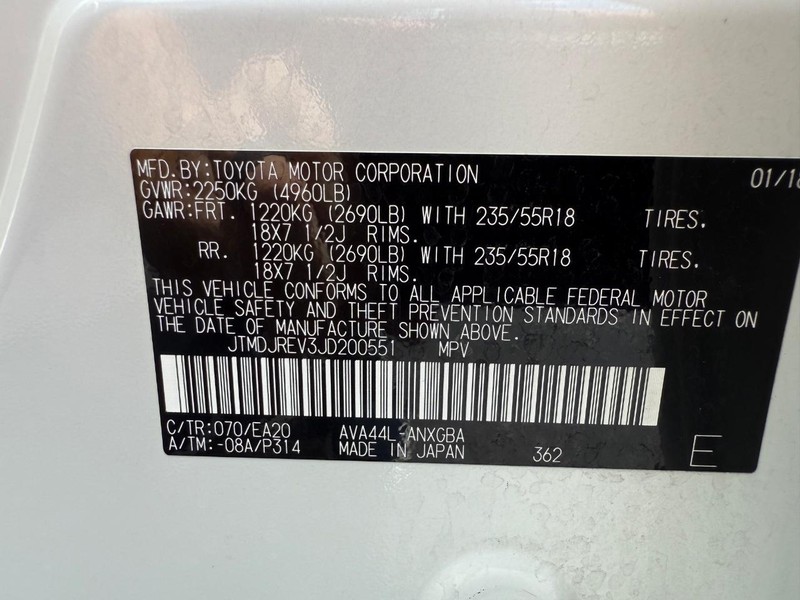 MFD.BY:TOYOTA MOTOR CORPORATION 01/18
GVWR:2250KG (4960LB)
GAWR:FRT. 1220KG (2690LB) WITH 235/55R18 TIRES.
18X7 1/2J RIMS.
RR. 1220KG (2690LB) WITH 235/55R18 TIRES.
18X7 1/2J RIMS.
THIS VEHICLE CONFORMS TO ALL APPLICABLE FEDERAL MOTOR
VEHICLE SAFETY AND THEFT PREVENTION STANDARDS IN EFFECT ON
THE DATE OF MANUFACTURE SHOWN ABOVE.
JTMDJREV3JD200551 MPV
C/TR:070/EA20 AVA44L-ANXGBA
A/TM:-08A/P314 MADE IN JAPAN 362 E